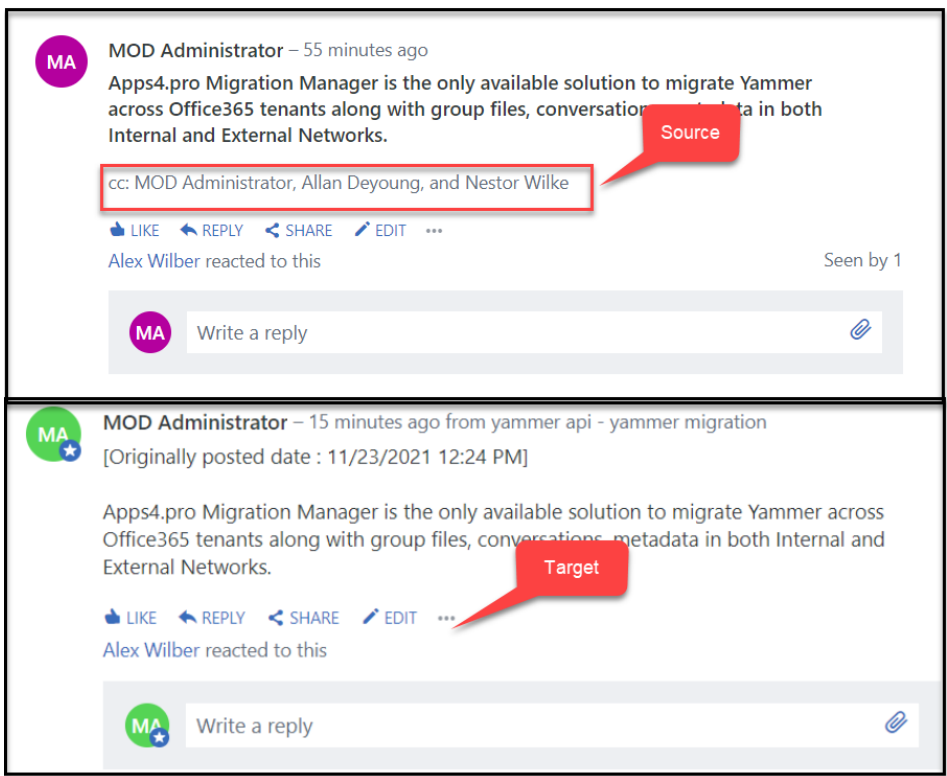 MA
MOD Administrator – 55 minutes ago
Apps4.pro Migration Manager is the only available solution to migrate Yammer
across Office365 tenants along with group files, conversation
a in both
Source
Internal and External Networks.
cc: MOD Administrator, Allan Deyoung, and Nestor Wilke
LIKE REPLY SHARE EDIT •••
Alex Wilber reacted to this
Seen by 1
MA
Write a reply
MA
MOD Administrator – 15 minutes ago from yammer api - yammer migration
[Originally posted date : 11/23/2021 12:24 PM]
Apps4.pro Migration Manager is the only available solution to migrate Yammer across
Office365 tenants along with group files, conversations, metadata in both Internal and
External Networks.
Target
LIKE REPLY SHARE EDIT •••
Alex Wilber reacted to this
MA
Write a reply